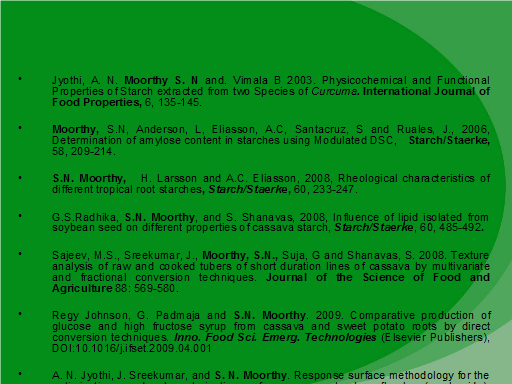 • Jyothi, A. N. Moorthy S. N and. Vimala B 2003. Physicochemical and Functional
Properties of Starch extracted from two Species of Curcuma. International Journal of
Food Properties, 6, 135-145.
• Moorthy, S.N, Anderson, L, Eliasson, A.C, Santacruz, S and Ruales, J., 2006,
Determination of amylose content in starches using Modulated DSC, Starch/Staerke,
58, 209-214.
• S.N. Moorthy, H. Larsson and A.C. Eliasson, 2008, Rheological characteristics of
different tropical root starches, Starch/Staerke, 60, 233-247.
• G.S.Radhika, S.N. Moorthy, and S. Shanavas, 2008, Influence of lipid isolated from
soybean seed on different properties of cassava starch, Starch/Staerke, 60, 485-492.
• Sajeev, M.S., Sreekumar, J., Moorthy, S.N., Suja, G and Shanavas, S. 2008. Texture
analysis of raw and cooked tubers of short duration lines of cassava by multivariate
and fractional conversion techniques. Journal of the Science of Food and
Agriculture 88: 569-580.
• Regy Johnson, G. Padmaja and S.N. Moorthy. 2009. Comparative production of
glucose and high fructose syrup from cassava and sweet potato roots by direct
conversion techniques. Inno. Food Sci. Emerg. Technologies (Elsevier Publishers),
DOI:10.1016/j.ifset.2009.04.001
• A. N. Jyothi, J. Sreekumar, and S. N. Moorthy. Response surface methodology for the